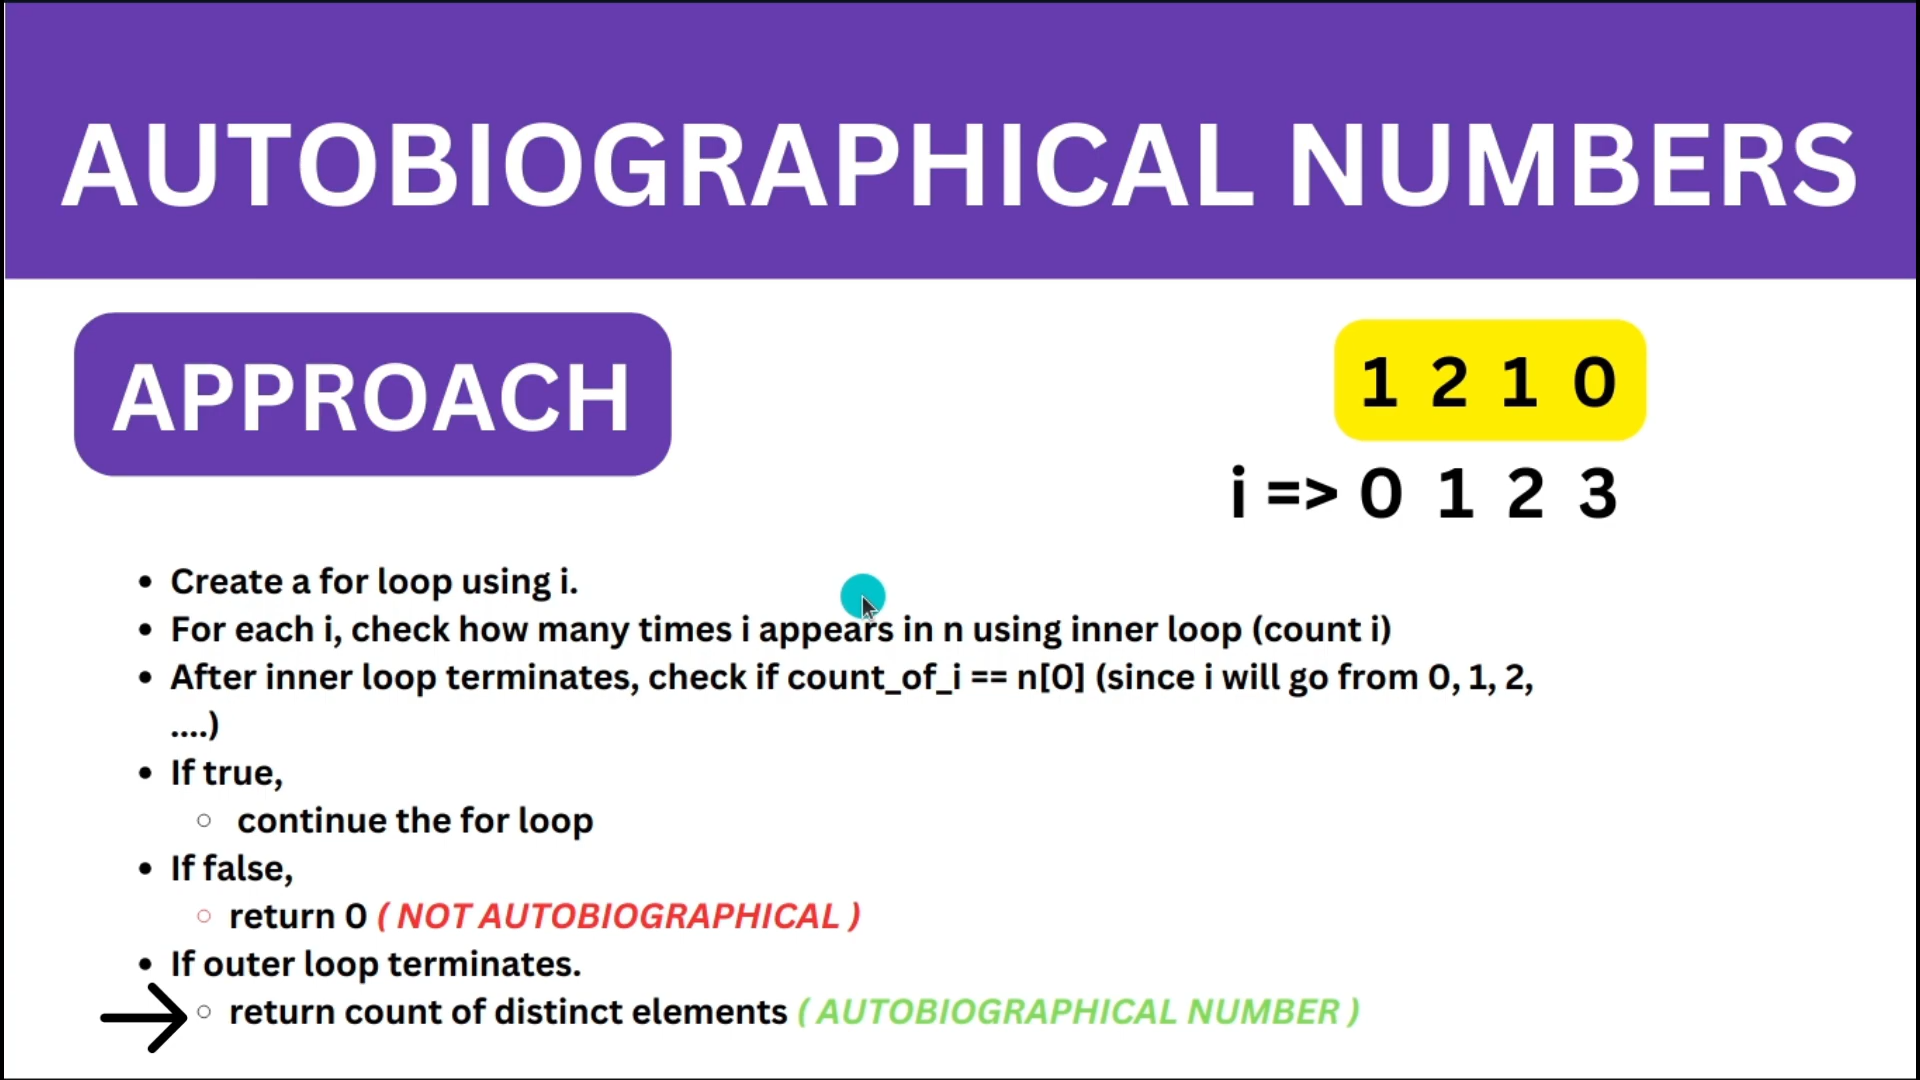 AUTOBIOGRAPHICAL NUMBERS
APPROACH
1 2 1 0
i => 0 1 2 3
• Create a for loop using i.
• For each i, check how many times i appears in n using inner loop (count i)
• After inner loop terminates, check if count_of_i == n[0] (since i will go from 0, 1, 2,
....)
• If true,
○ continue the for loop
• If false,
○ return 0 ( NOT AUTOBIOGRAPHICAL )
• If outer loop terminates.
○ return count of distinct elements ( AUTOBIOGRAPHICAL NUMBER )